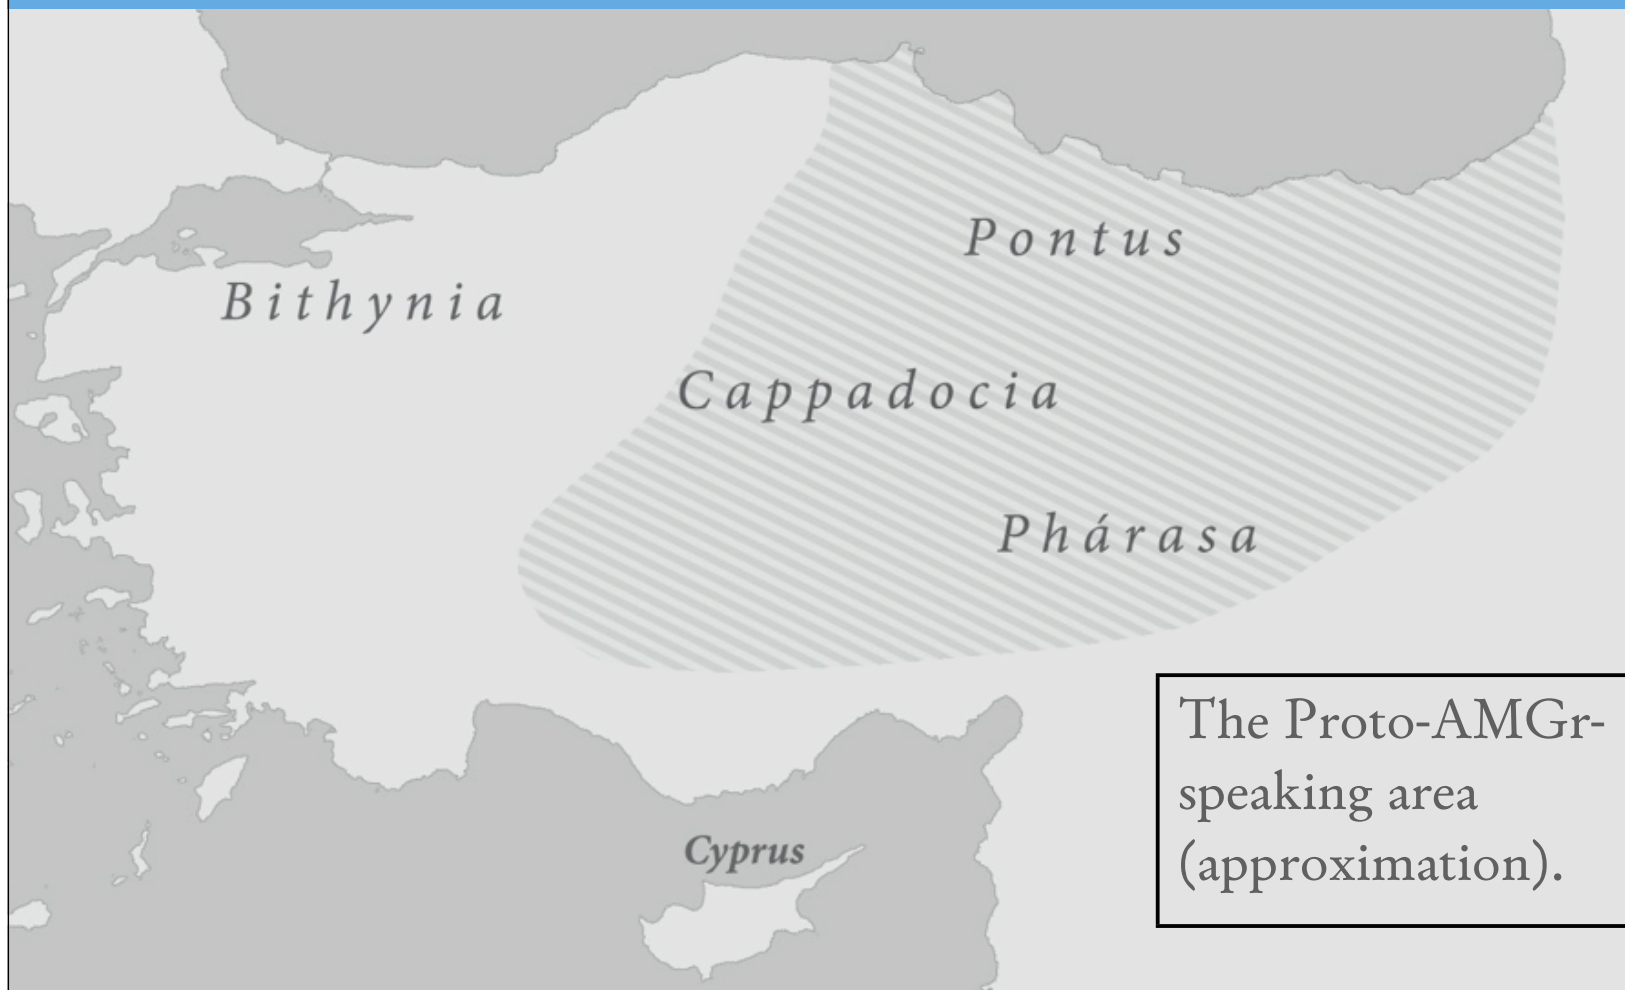 Pontus
Bithynia
Cappadocia
Phárasa
The Proto-AMGr-
speaking area
(approximation).
Cyprus